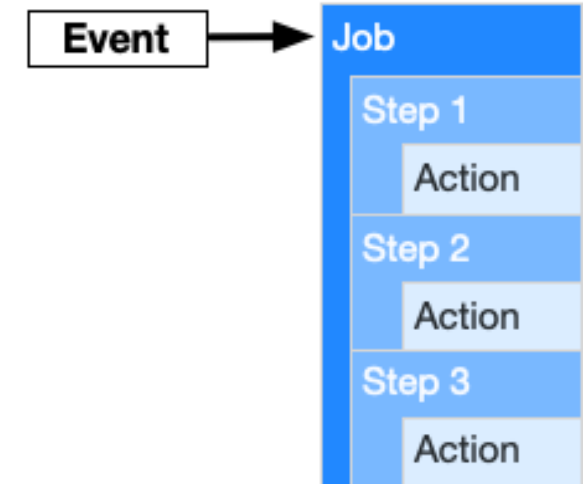 Event
Job
Step 1
Action
Step 2
Action
Step 3
Action